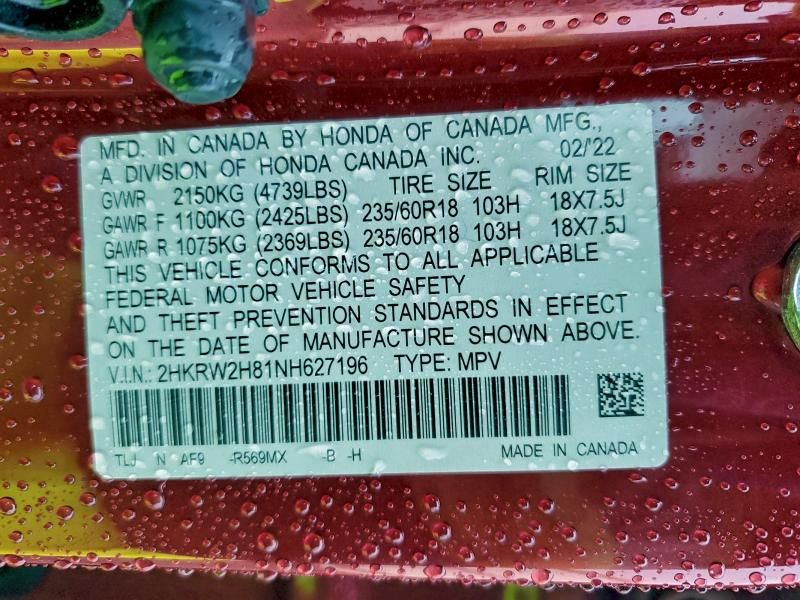 MFD. IN CANADA BY HONDA OF CANADA MFG.,
A DIVISION OF HONDA CANADA INC. 02/'22
GVWR 2150KG (4739LBS) TIRE SIZE RIM SIZE
GAWR F 1100KG (2425LBS) 235/60R18 103H 18X7.5J
GAWR R 1075KG (2369LBS) 235/60R18 103H 18X7.5J
THIS VEHICLE CONFORMS TO ALL APPLICABLE
FEDERAL MOTOR VEHICLE SAFETY
AND THEFT PREVENTION STANDARDS IN EFFECT
ON THE DATE OF MANUFACTURE SHOWN ABOVE.
V.I.N.: 2HKRW2H81NH627196 TYPE: MPV
TLJ N AF9 -R569MX -B -H MADE IN CANADA